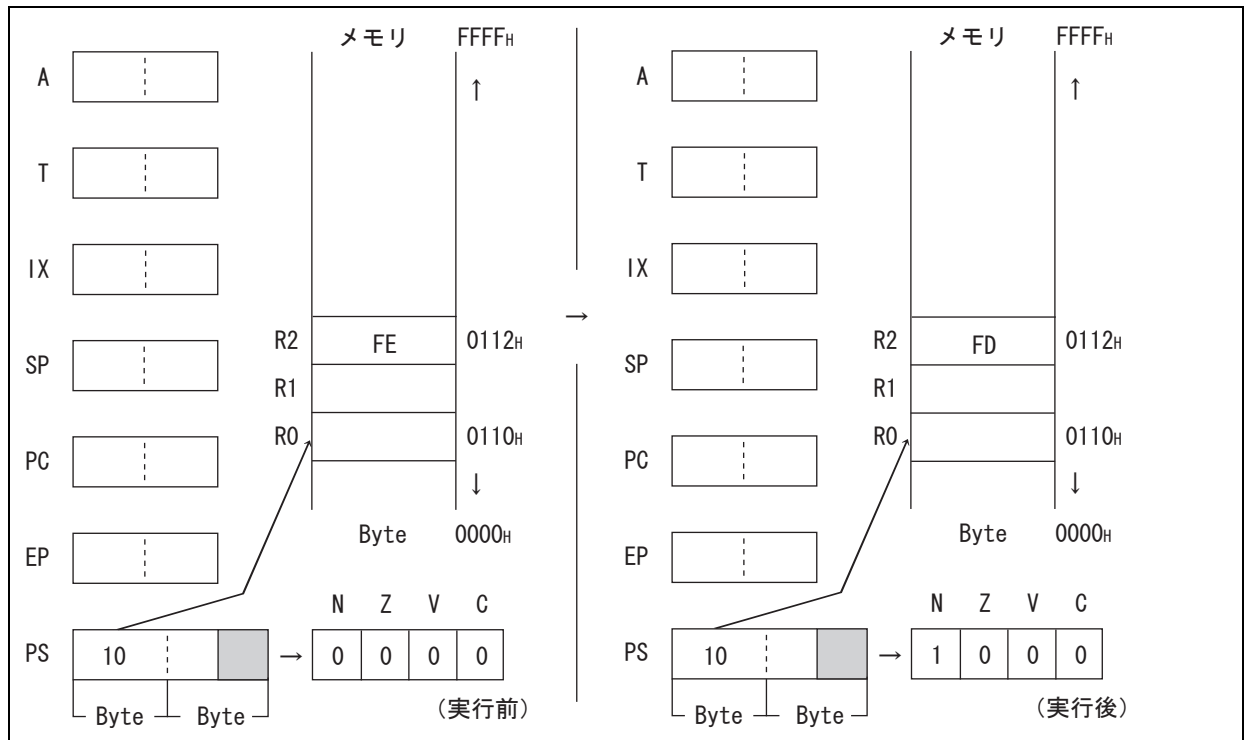 メモリ FFFFH
A ↑
T
IX
R2 FE 0112H
SP
R1
R0 0110H
PC
↓
Byte 0000H
EP
N Z V C
PS 10 → 0 0 0 0
Byte Byte (実行前)
→
メモリ FFFFH
A ↑
T
IX
R2 FD 0112H
SP
R1
R0 0110H
PC
↓
Byte 0000H
EP
N Z V C
PS 10 → 1 0 0 0
Byte Byte (実行後)